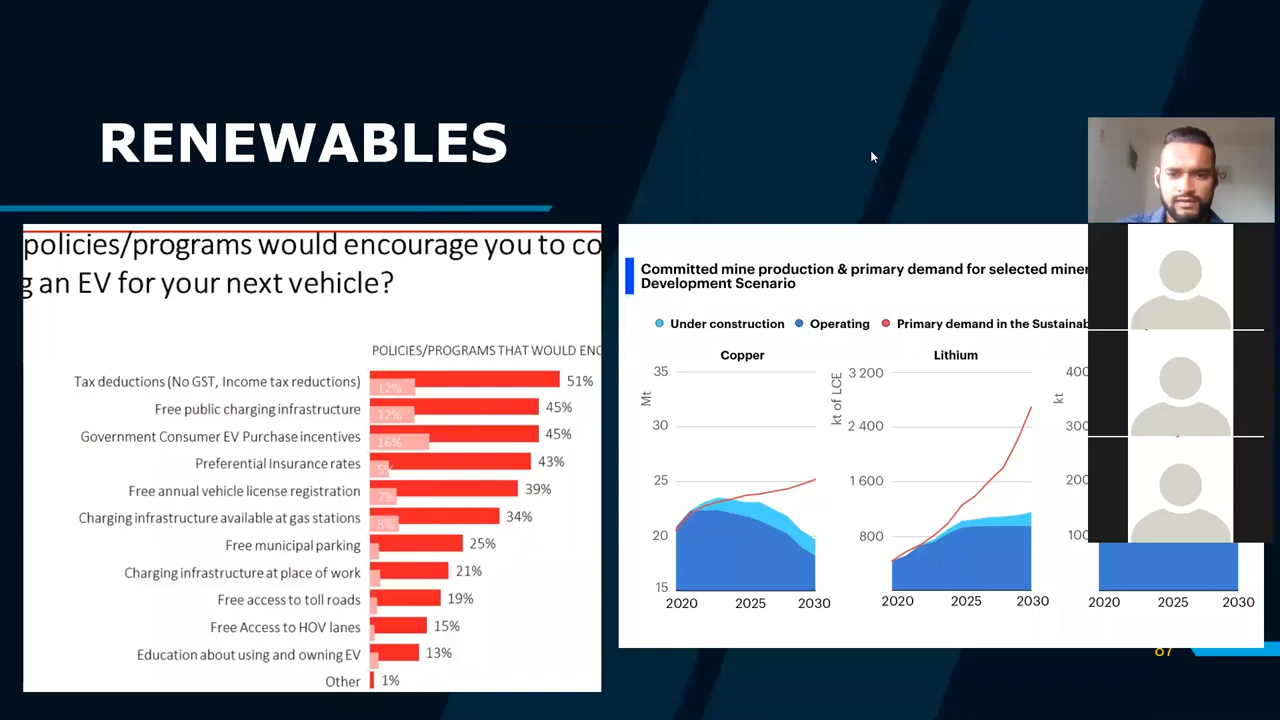 RENEWABLES
policies/programs would encourage you to co
g an EV for your next vehicle?
POLICIES/PROGRAMS THAT WOULD ENC
Tax deductions (No GST, Income tax reductions) 12% 51%
Free public charging infrastructure 12% 45%
Government Consumer EV Purchase incentives 16% 45%
Preferential Insurance rates 5% 43%
Free annual vehicle license registration 7% 39%
Charging infrastructure available at gas stations 8% 34%
Free municipal parking 25%
Charging infrastructure at place of work 21%
Free access to toll roads 19%
Free Access to HOV lanes 15%
Education about using and owning EV 13%
Other 1%
Committed mine production & primary demand for selected miner
Development Scenario
Under construction Operating Primary demand in the Sustainab
Copper
Mt
35
30
25
20
15
2020 2025 2030
Lithium
kt of LCE
3 200
2 400
1 600
800
2020 2025 2030
kt
400
300
200
100
2020 2025 2030
87